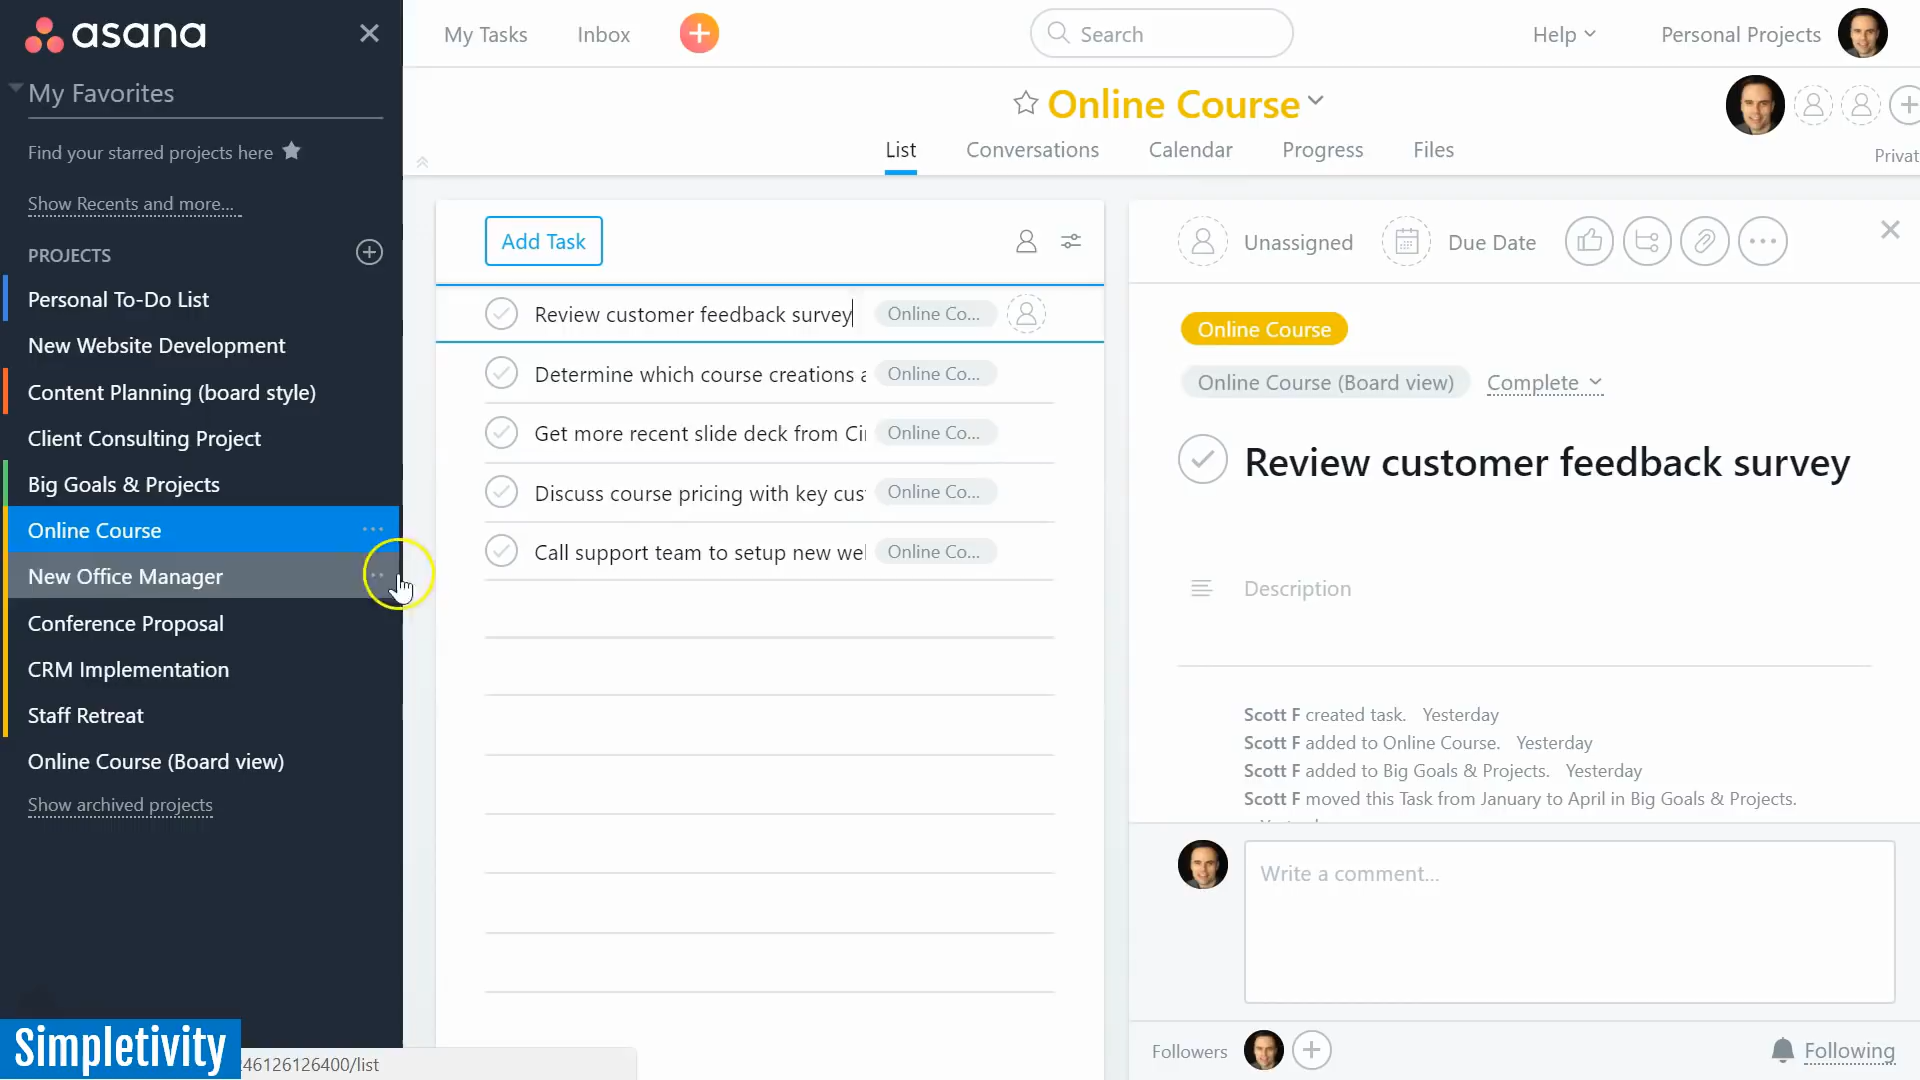 asana
My Favorites
Find your starred projects here
Show Recents and more...
PROJECTS
Personal To-Do List
New Website Development
Content Planning (board style)
Client Consulting Project
Big Goals & Projects
Online Course
New Office Manager
Conference Proposal
CRM Implementation
Staff Retreat
Online Course (Board view)
Show archived projects
Simpletivity
46126126400/list
My Tasks
Inbox
Search
Help
Personal Projects
Online Course
List
Conversations
Calendar
Progress
Files
Privat
Add Task
Review customer feedback survey
Online Co...
Determine which course creations a
Online Co...
Get more recent slide deck from Cin
Online Co...
Discuss course pricing with key cus
Online Co...
Call support team to setup new we
Online Co...
Unassigned
Due Date
Online Course
Online Course (Board view)
Complete
Review customer feedback survey
Description
Scott F created task. Yesterday
Scott F added to Online Course. Yesterday
Scott F added to Big Goals & Projects. Yesterday
Scott F moved this Task from January to April in Big Goals & Projects.
Write a comment...
Followers
Following